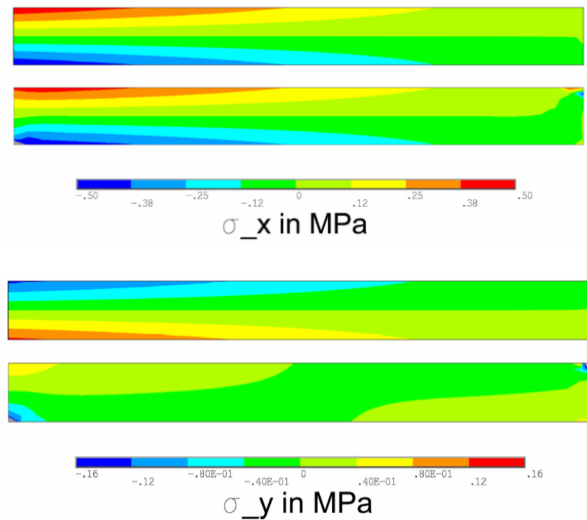 -.50 -.38 -.25 -.12 0 .12 .25 .38 .50
σ_x in MPa
-.16 -.12 -.80E-01 -.40E-01 0 .40E-01 .80E-01 .12 .16
σ_y in MPa